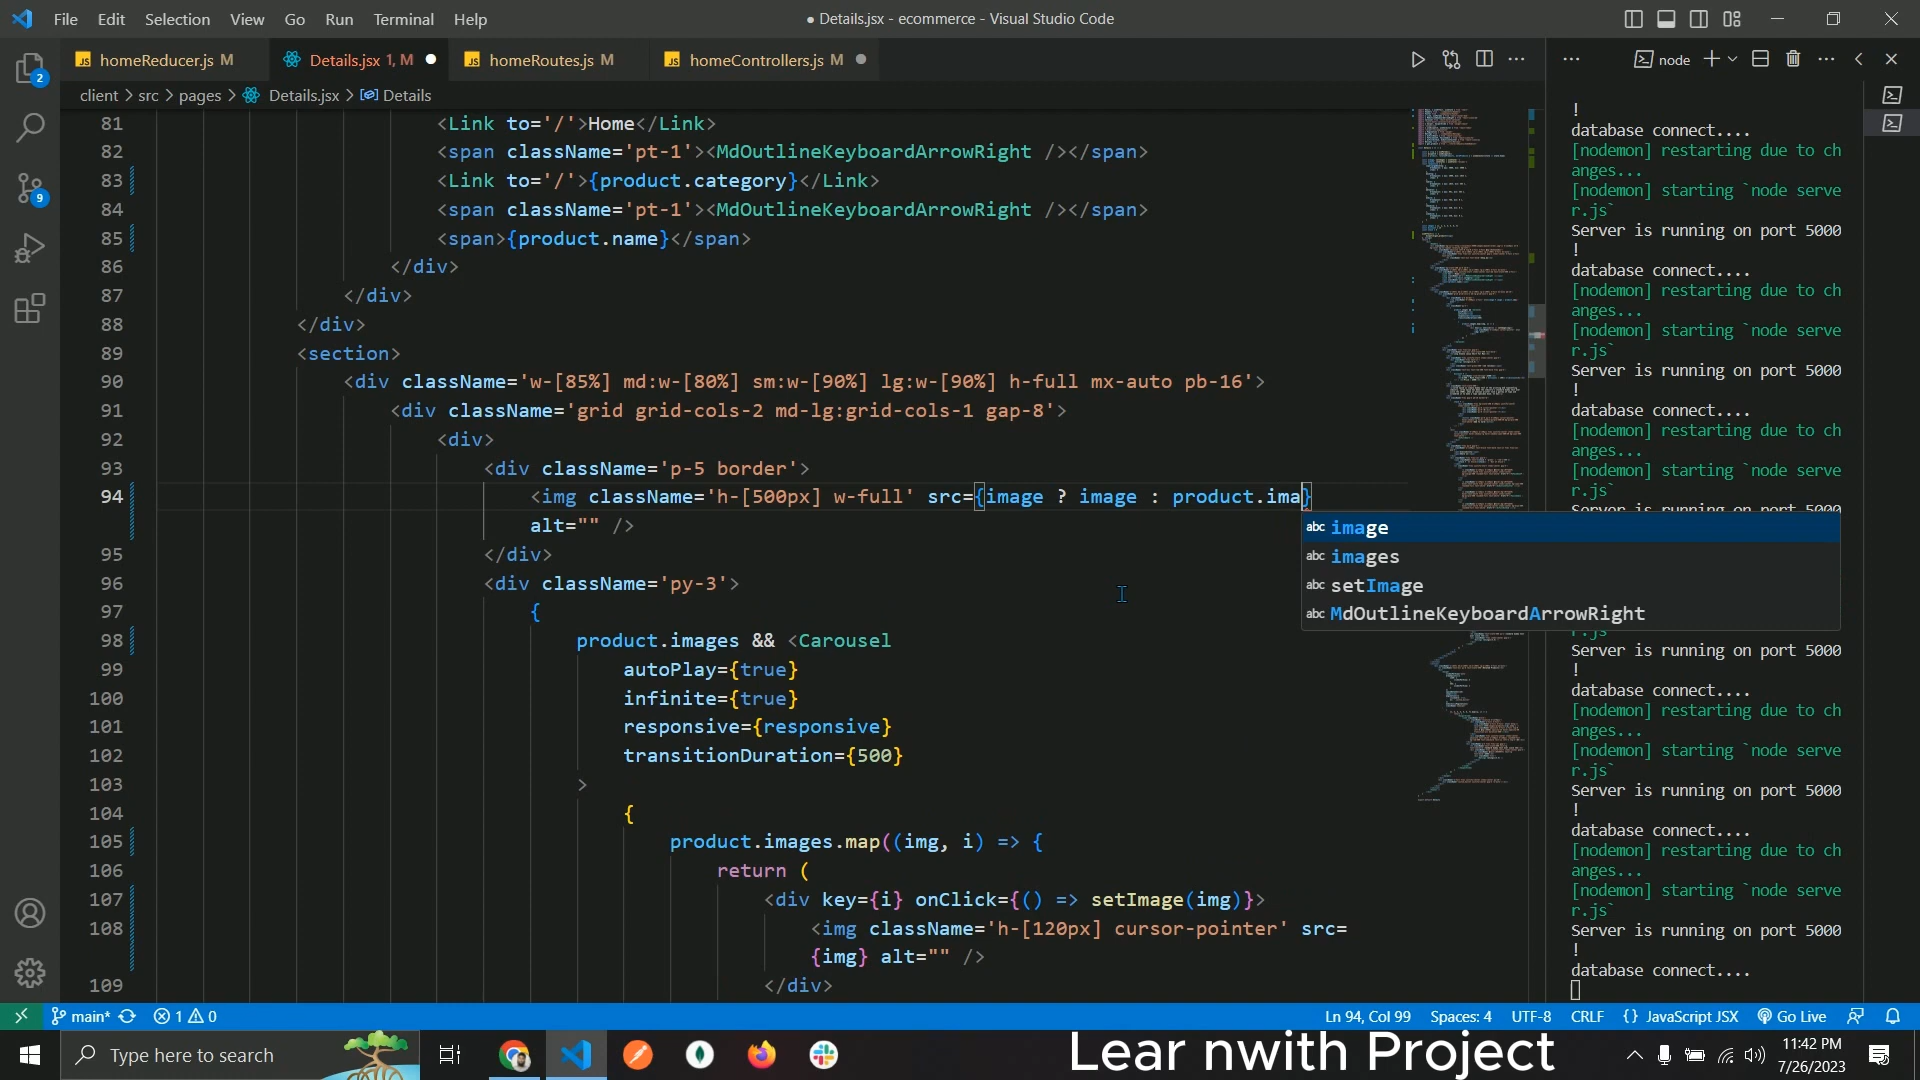 File Edit Selection View Go Run Terminal Help
● Details.jsx - ecommerce - Visual Studio Code
homeReducer.js M
Details.jsx 1, M
homeRoutes.js M
homeControllers.js M
node
client > src > pages > Details.jsx > Details
81 <Link to='/'>Home</Link>
82 <span className='pt-1'><MdOutlineKeyboardArrowRight /></span>
83 <Link to='/'>{product.category}</Link>
84 <span className='pt-1'><MdOutlineKeyboardArrowRight /></span>
85 <span>{product.name}</span>
86 </div>
87 </div>
88 </div>
89 <section>
90 <div className='w-[85%] md:w-[80%] sm:w-[90%] lg:w-[90%] h-full mx-auto pb-16'>
91 <div className='grid grid-cols-2 md-lg:grid-cols-1 gap-8'>
92 <div>
93 <div className='p-5 border'>
94 <img className='h-[500px] w-full' src={image ? image : product.ima}
alt="" />
95 </div>
96 <div className='py-3'>
97 {
98 product.images && <Carousel
99 autoPlay={true}
100 infinite={true}
101 responsive={responsive}
102 transitionDuration={500}
103 >
104 {
105 product.images.map((img, i) => {
106 return (
107 <div key={i} onClick={() => setImage(img)}>
108 <img className='h-[120px] cursor-pointer' src=
{img} alt="" />
109 </div>
abc image
abc images
abc setImage
abc MdOutlineKeyboardArrowRight
!
database connect....
[nodemon] restarting due to ch
anges...
[nodemon] starting `node serve
r.js`
Server is running on port 5000
!
database connect....
[nodemon] restarting due to ch
anges...
[nodemon] starting `node serve
r.js`
Server is running on port 5000
!
database connect....
[nodemon] restarting due to ch
anges...
[nodemon] starting `node serve
r.js`
Server is running on port 5000
r.js`
Server is running on port 5000
!
database connect....
[nodemon] restarting due to ch
anges...
[nodemon] starting `node serve
r.js`
Server is running on port 5000
!
database connect....
[nodemon] restarting due to ch
anges...
[nodemon] starting `node serve
r.js`
Server is running on port 5000
!
database connect....
2
9
main* 1 0
Ln 94, Col 99 Spaces: 4 UTF-8 CRLF {} JavaScript JSX Go Live
Type here to search
Lear nwith Project
11:42 PM
7/26/2023